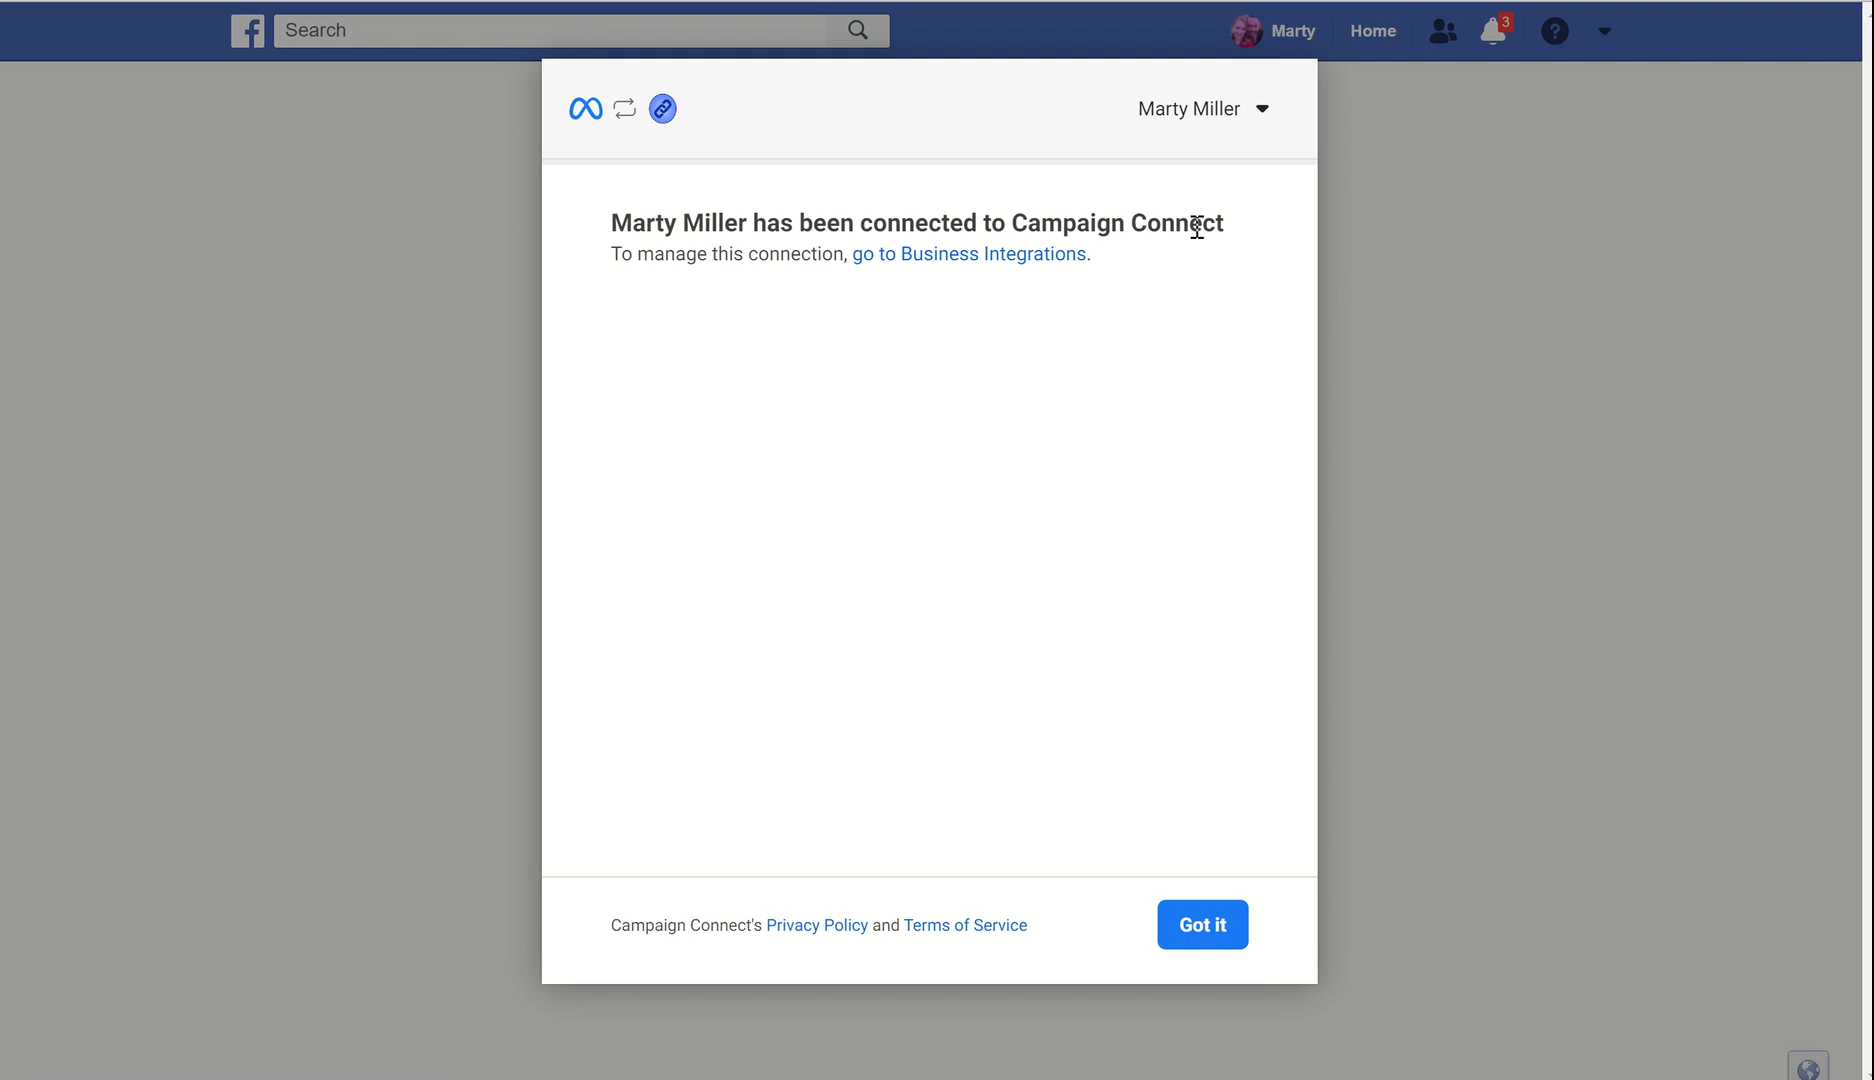 Search
Marty
Home
3
Marty Miller
Marty Miller has been connected to Campaign Connect
To manage this connection, go to Business Integrations.
Campaign Connect's Privacy Policy and Terms of Service
Got it